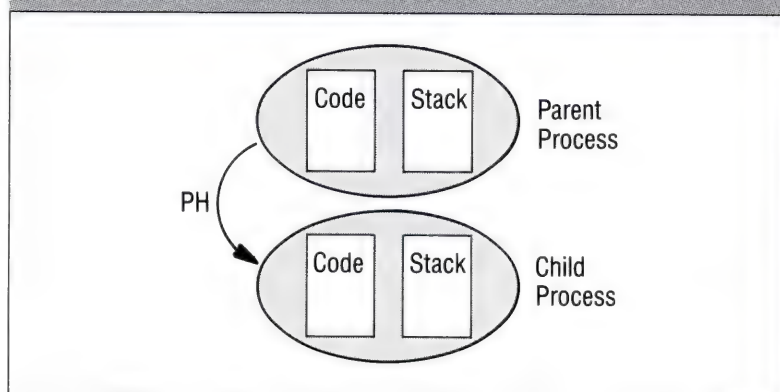 Code
Stack
Parent
Process
PH
Code
Stack
Child
Process